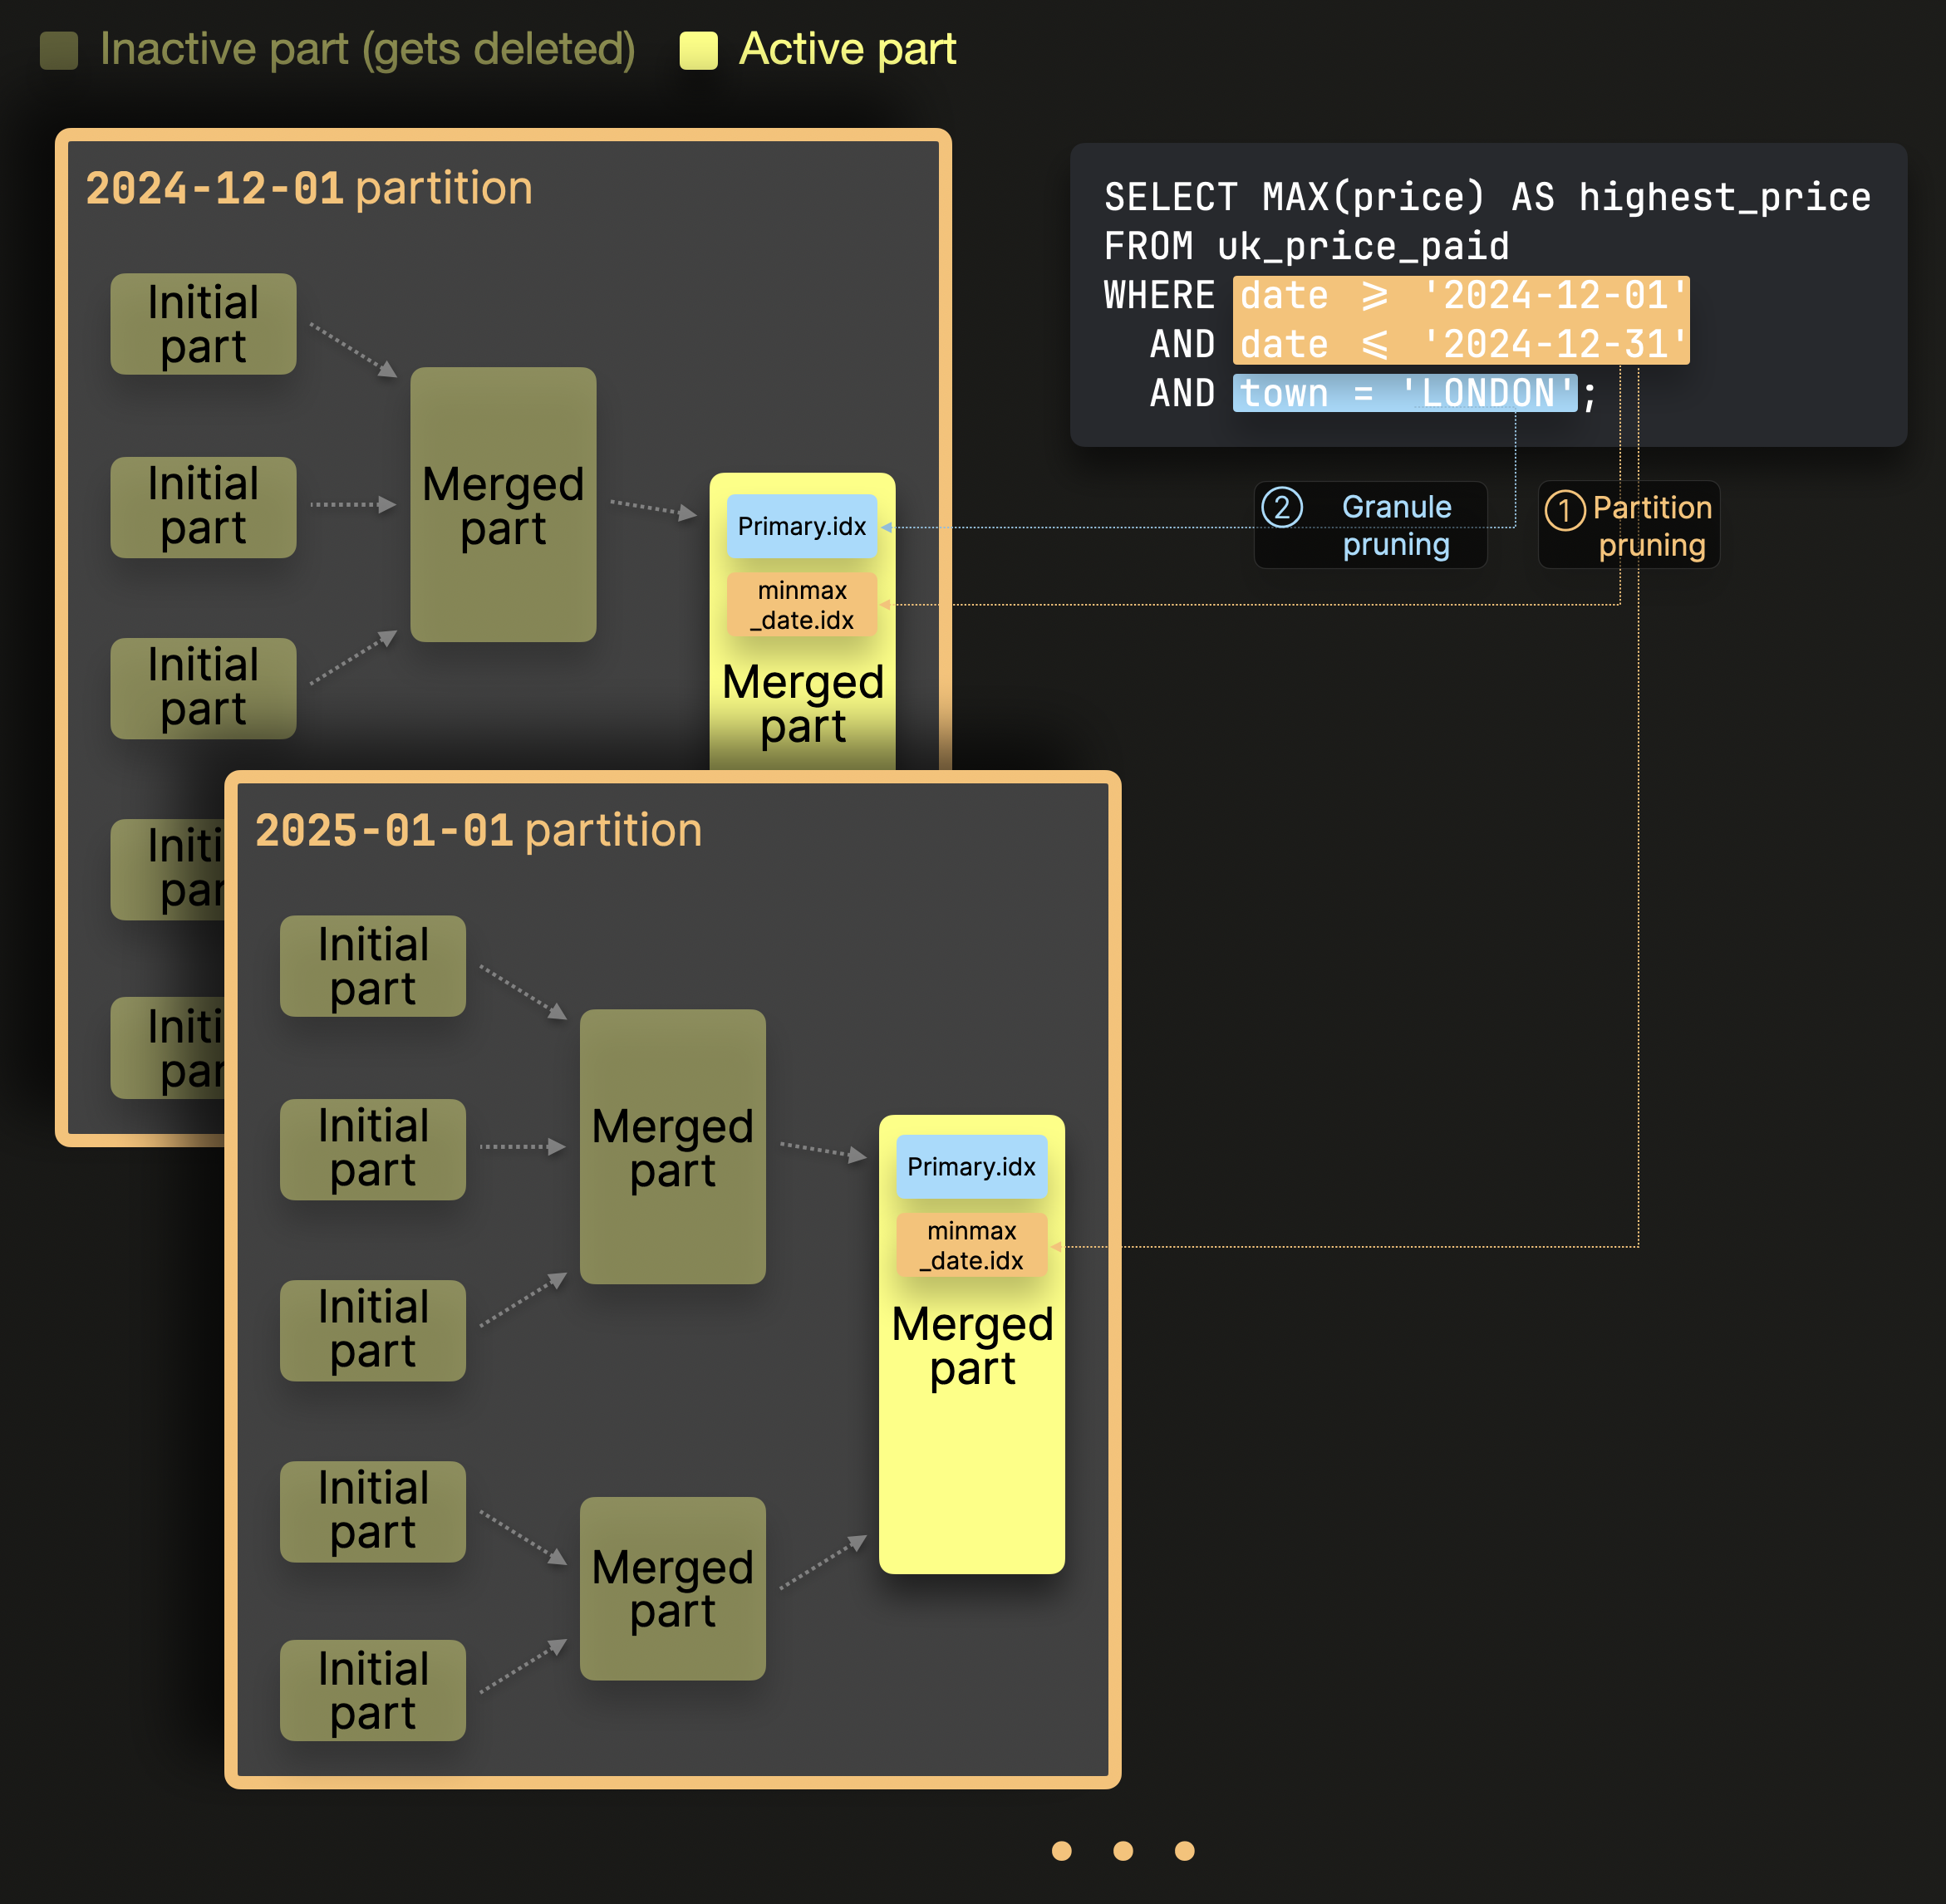 Inactive part (gets deleted)
Active part
2024-12-01 partition
Initial
part
Initial
part
Initial
part
Initi
par
Initi
par
Merged
part
Primary.idx
minmax
_date.idx
Merged
part
SELECT MAX(price) AS highest_price
FROM uk_price_paid
WHERE date >= '2024-12-01'
AND date <= '2024-12-31'
AND town = 'LONDON';
2 Granule
pruning
1 Partition
pruning
2025-01-01 partition
Initial
part
Initial
part
Initial
part
Initial
part
Initial
part
Merged
part
Merged
part
Primary.idx
minmax
_date.idx
Merged
part